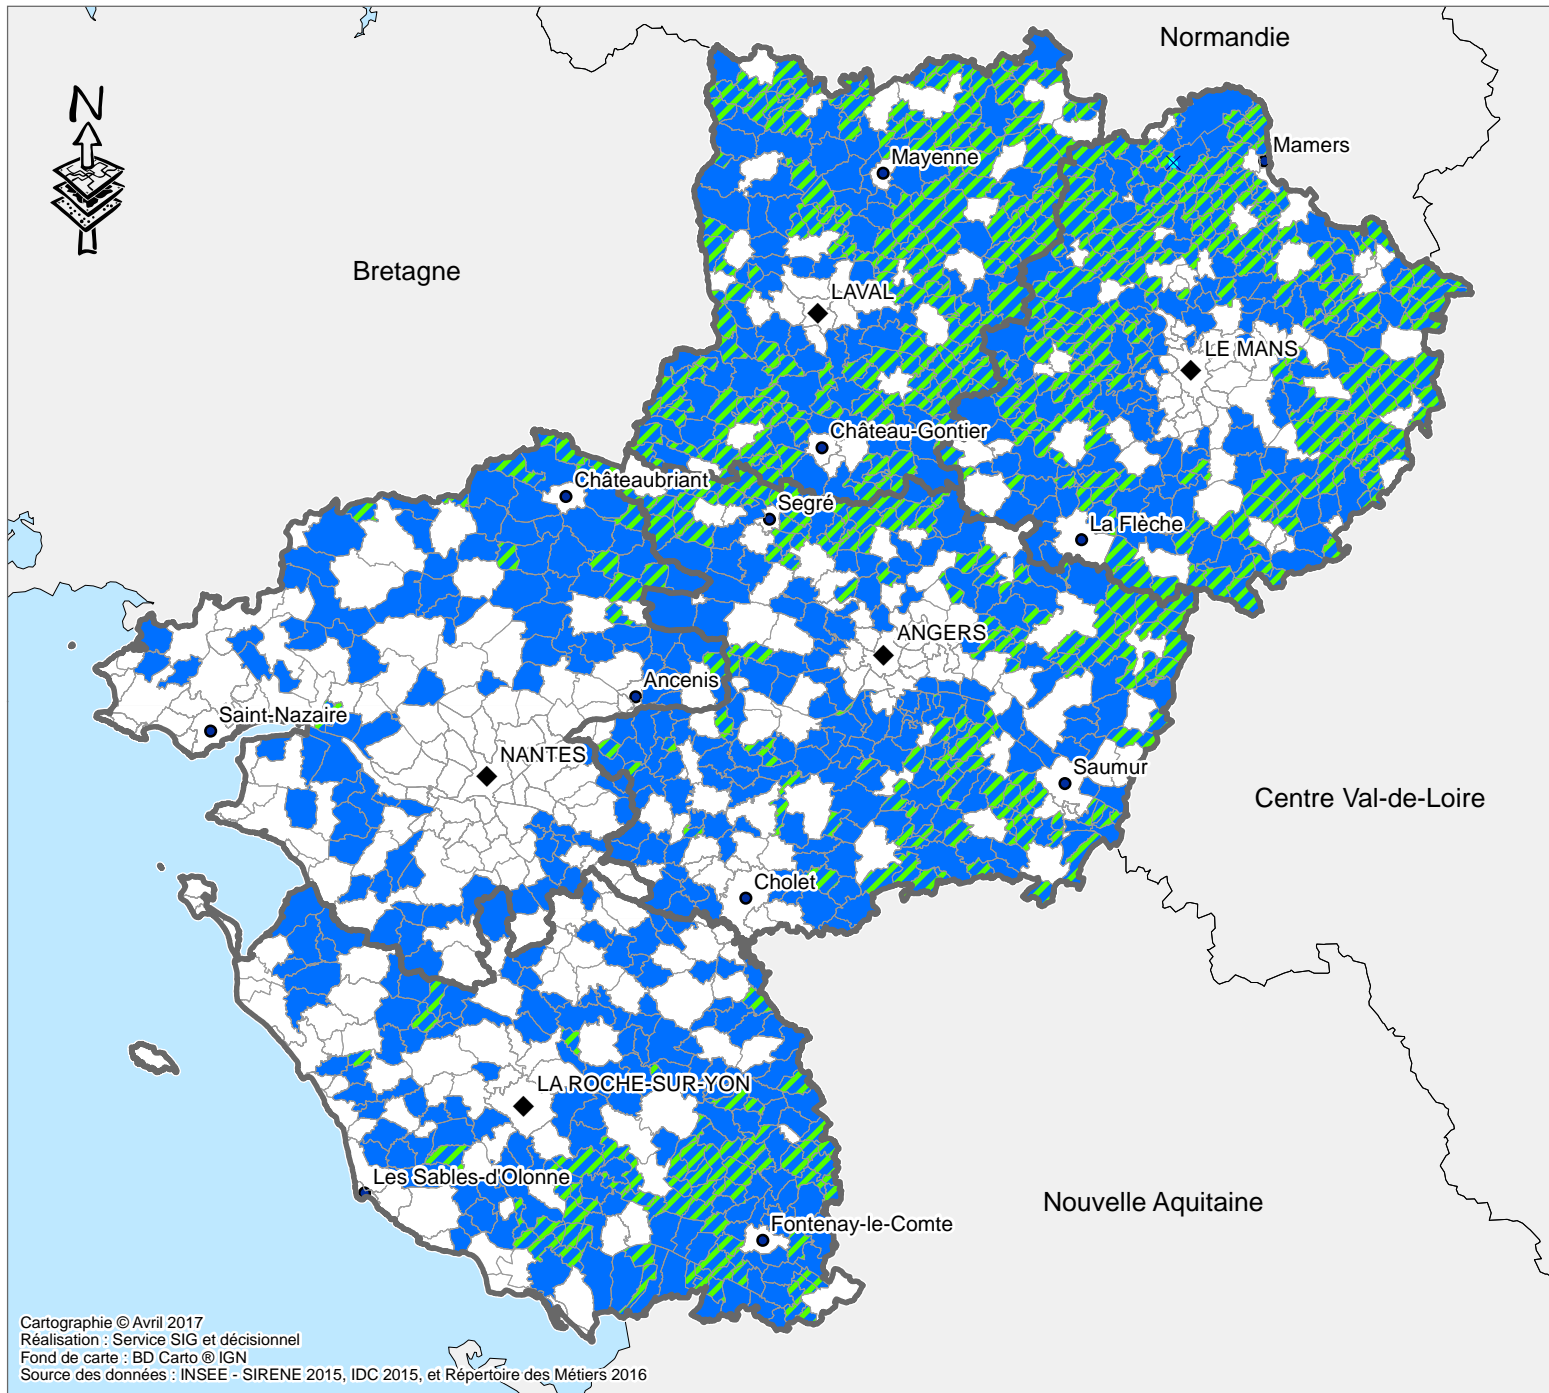 Normandie
N
Mamers
Mayenne
Bretagne
LAVAL
LE MANS
Château-Gontier
Châteaubriant
Segré
La Flèche
ANGERS
Ancenis
Saint-Nazaire
NANTES
Saumur
Centre Val-de-Loire
Cholet
LA ROCHE-SUR-YON
Les Sables-d'Olonne
Nouvelle Aquitaine
Fontenay-le-Comte
Cartographie © Avril 2017
Réalisation : Service SIG et décisionnel
Fond de carte : BD Carto ® IGN
Source des données : INSEE - SIRENE 2015, IDC 2015, et Répertoire des Métiers 2016